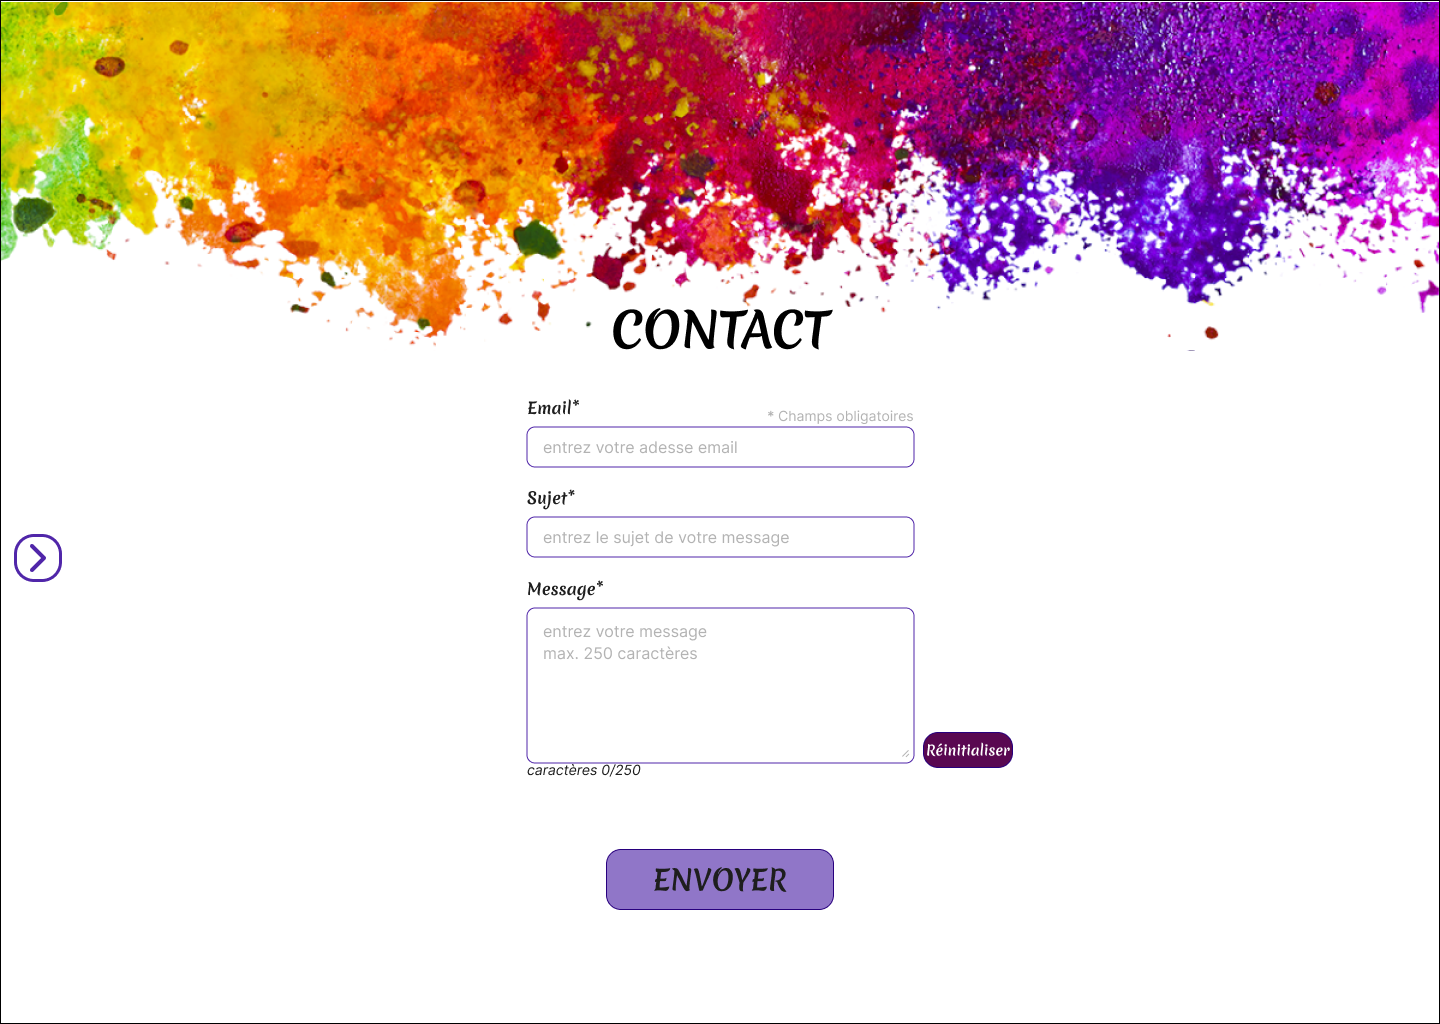 CONTACT
Email*
* Champs obligatoires
entrez votre adesse email
Sujet*
entrez le sujet de votre message
Message*
entrez votre message
max. 250 caractères
Réinitialiser
caractères 0/250
ENVOYER